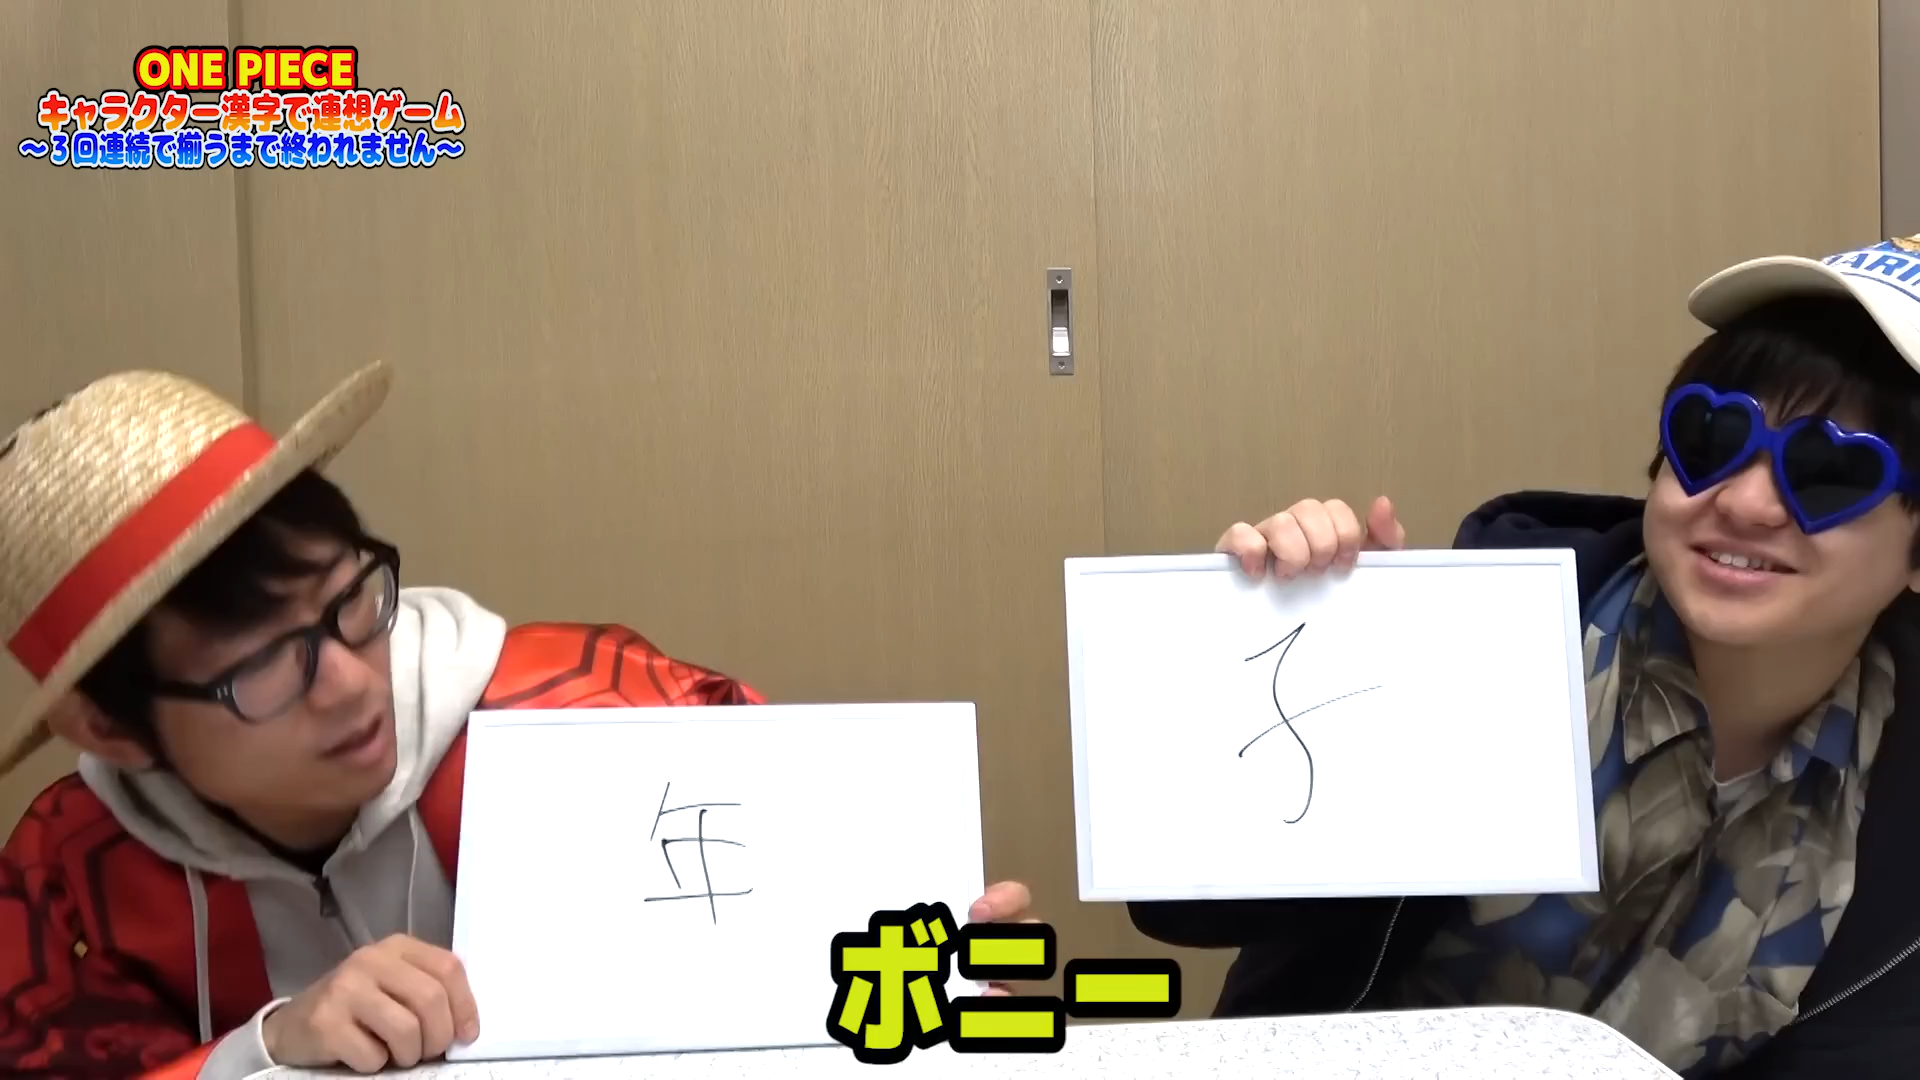 ONE PIECE
キャラクター漢字で連想ゲーム
~3回連続で揃うまで終われません~
年
子
ボニー